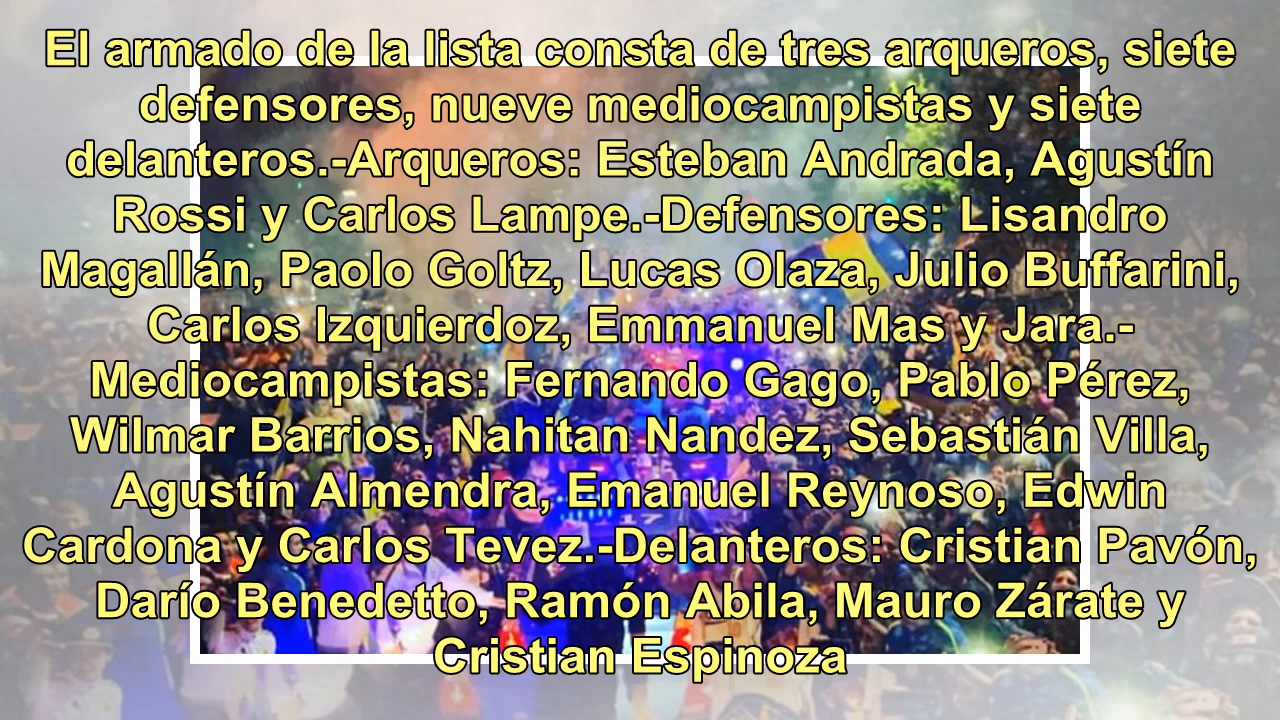 El armado de la lista consta de tres arqueros, siete
defensores, nueve mediocampistas y siete
delanteros.-Arqueros: Esteban Andrada, Agustín
Rossi y Carlos Lampe.-Defensores: Lisandro
Magallán, Paolo Goltz, Lucas Olaza, Julio Buffarini,
Carlos Izquierdoz, Emmanuel Mas y Jara.-
Mediocampistas: Fernando Gago, Pablo Pérez,
Wilmar Barrios, Nahitan Nandez, Sebastián Villa,
Agustín Almendra, Emanuel Reynoso, Edwin
Cardona y Carlos Tevez.-Delanteros: Cristian Pavón,
Darío Benedetto, Ramón Abila, Mauro Zárate y
Cristian Espinoza